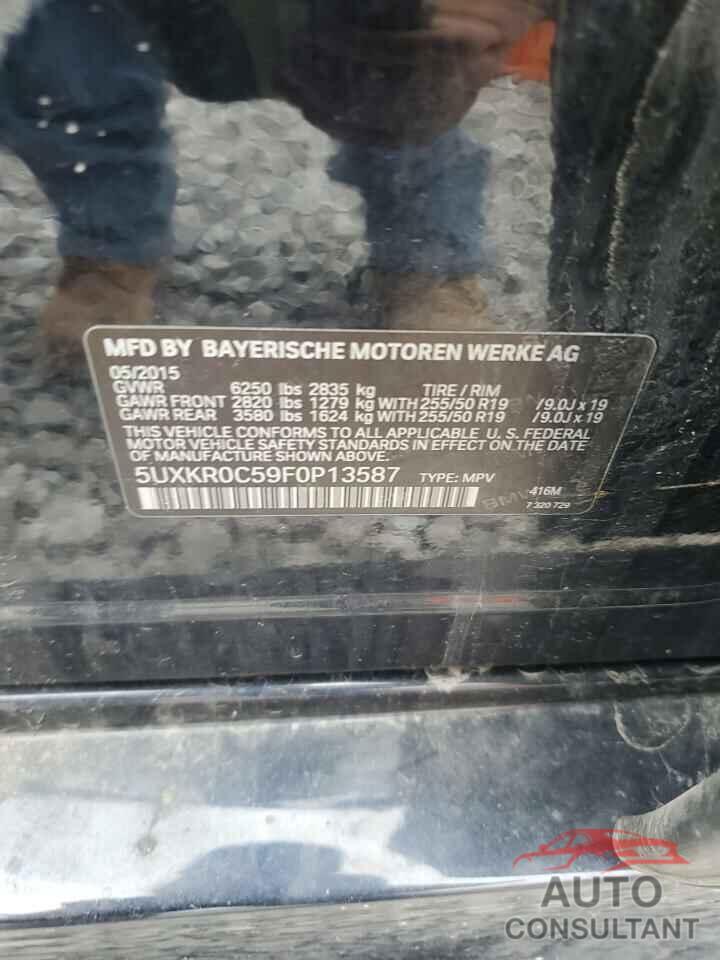 MFD BY BAYERISCHE MOTOREN WERKE AG
05/2015
GVWR 6250 lbs 2835 kg TIRE / RIM
GAWR FRONT 2820 lbs 1279 kg WITH 255/50 R19 /9.0J x 19
GAWR REAR 3580 lbs 1624 kg WITH 255/50 R19 /9.0J x 19
THIS VEHICLE CONFORMS TO ALL APPLICABLE U.S. FEDERAL
MOTOR VEHICLE SAFETY STANDARDS IN EFFECT ON THE DATE
OF MANUFACTURE SHOWN ABOVE.
5UXKR0C59F0P13587 TYPE: MPV
416M
BMW
7 320 729
AUTO
CONSULTANT